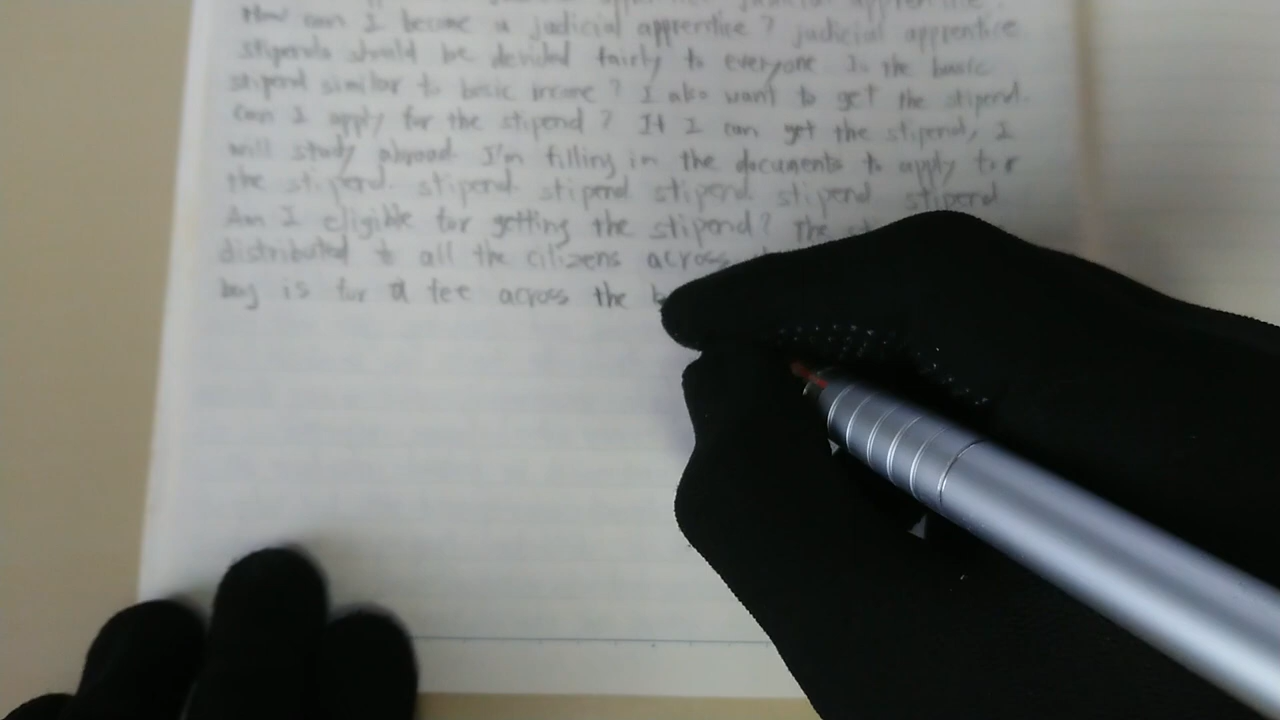 judicial apprentice.
How can I become a judicial apprentice? judicial apprentice
stipends should be devided fairly to everyone Is the basic
stipend similar to basic income? I also want to get the stipend.
Can I apply for the stipend? If I can get the stipend, I
will study abroad I'm filling in the documents to apply for
the stipend. stipend. stipend stipend stipend stipend
Am I eligible for getting the stipend? The
distributed to all the citizens across
is for a fee across the